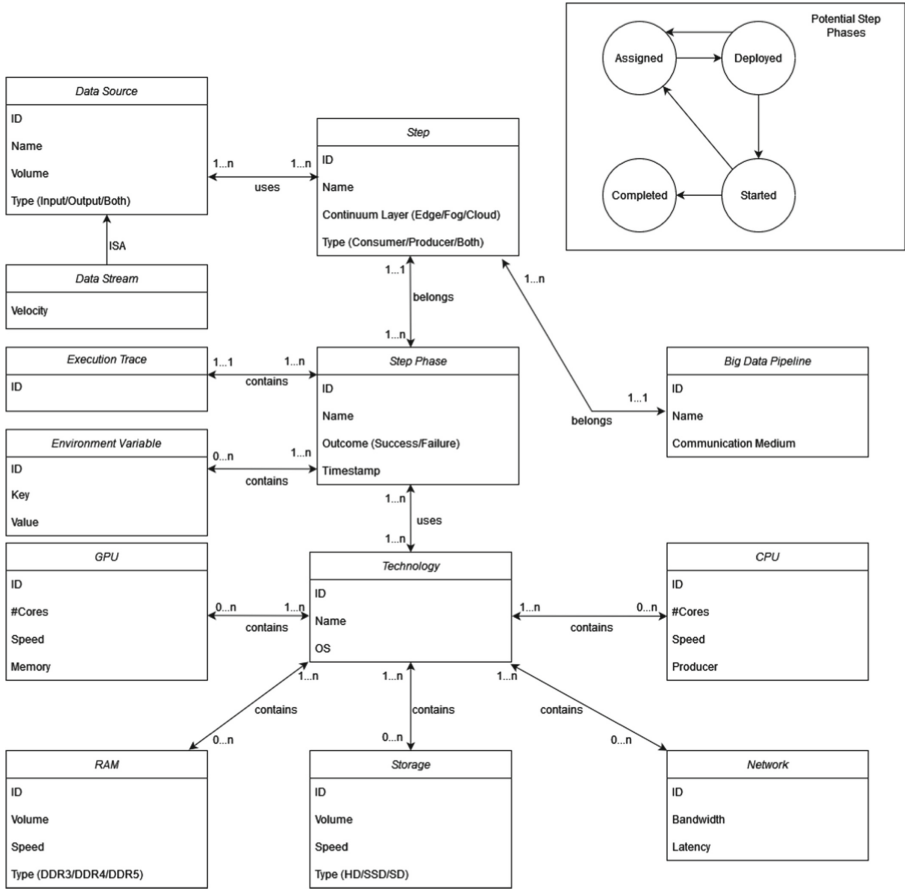 Potential Step
Phases
Assigned
Deployed
Completed
Started
Data Source
ID
Name
Volume
Type (Input/Output/Both)
1...n
1...n
uses
Step
ID
Name
Continuum Layer (Edge/Fog/Cloud)
Type (Consumer/Producer/Both)
ISA
Data Stream
Velocity
1...1
belongs
1...n
1...n
belongs
1...1
Execution Trace
ID
1...1
1...n
contains
Step Phase
ID
Name
Outcome (Success/Failure)
Timestamp
Big Data Pipeline
ID
Name
Communication Medium
Environment Variable
ID
Key
Value
0...n
1...n
contains
1...n
uses
1...n
GPU
ID
#Cores
Speed
Memory
0...n
1...n
contains
Technology
ID
Name
OS
1...n
0...n
contains
CPU
ID
#Cores
Speed
Producer
1...n
contains
0...n
1...n
contains
0...n
1...n
contains
0...n
RAM
ID
Volume
Speed
Type (DDR3/DDR4/DDR5)
Storage
ID
Volume
Speed
Type (HD/SSD/SD)
Network
ID
Bandwidth
Latency